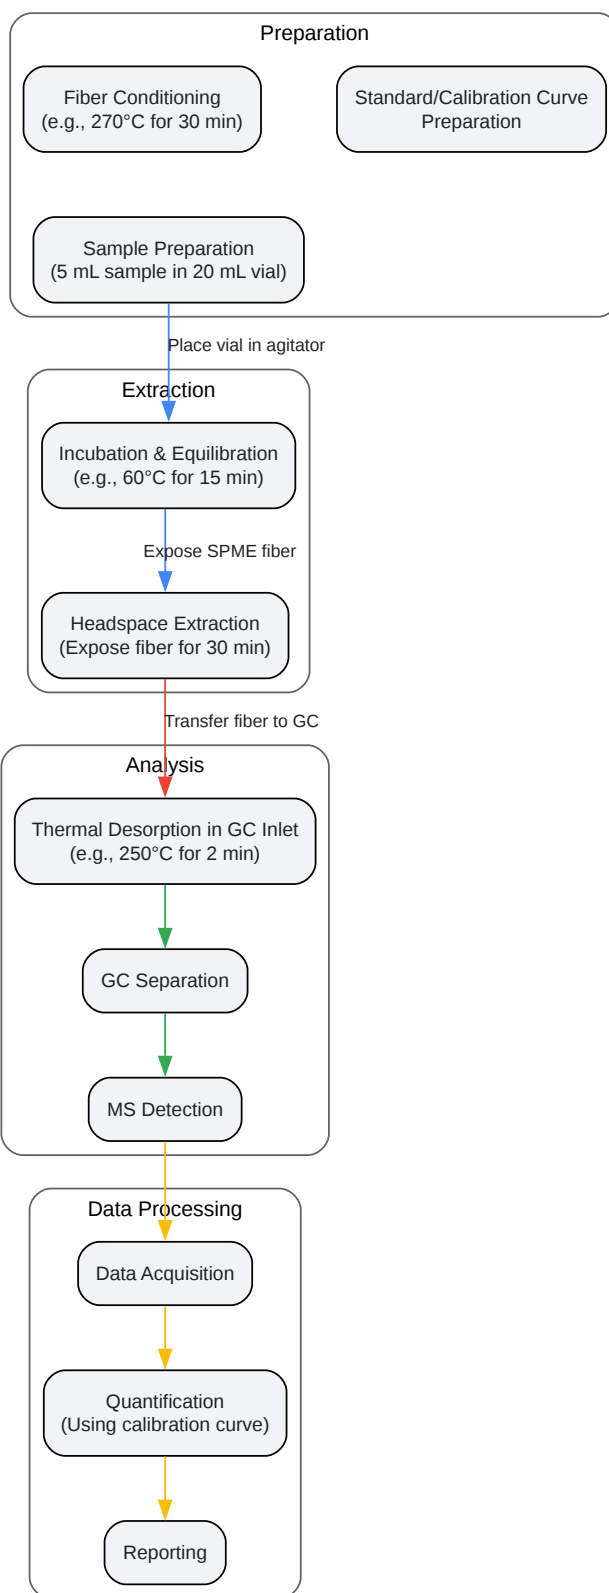 Preparation
Fiber Conditioning
(e.g., 270°C for 30 min)
Standard/Calibration Curve
Preparation
Sample Preparation
(5 mL sample in 20 mL vial)
Place vial in agitator
Extraction
Incubation & Equilibration
(e.g., 60°C for 15 min)
Expose SPME fiber
Headspace Extraction
(Expose fiber for 30 min)
Transfer fiber to GC
Analysis
Thermal Desorption in GC Inlet
(e.g., 250°C for 2 min)
GC Separation
MS Detection
Data Processing
Data Acquisition
Quantification
(Using calibration curve)
Reporting